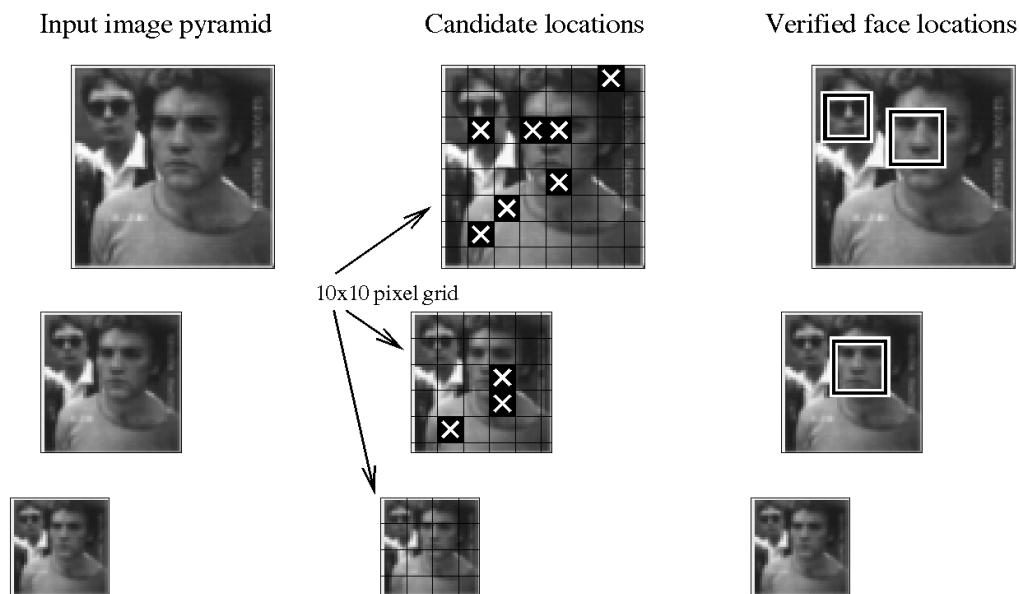 Input image pyramid
Candidate locations
Verified face locations
10x10 pixel grid